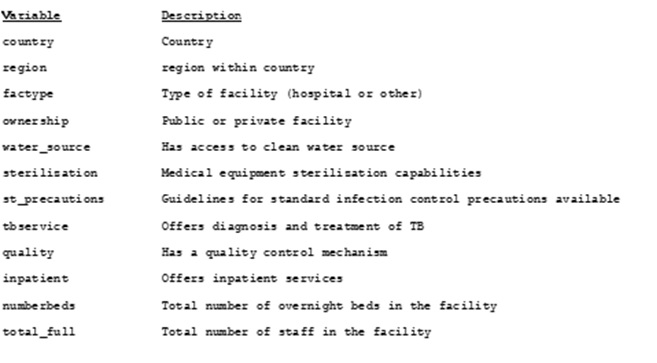 Variable Description
country Country
region region within country
factype Type of facility (hospital or other)
ownership Public or private facility
water_source Has access to clean water source
sterilisation Medical equipment sterilisation capabilities
st_precautions Guidelines for standard infection control precautions available
tbservice Offers diagnosis and treatment of TB
quality Has a quality control mechanism
inpatient Offers inpatient services
numberbeds Total number of overnight beds in the facility
total_full Total number of staff in the facility